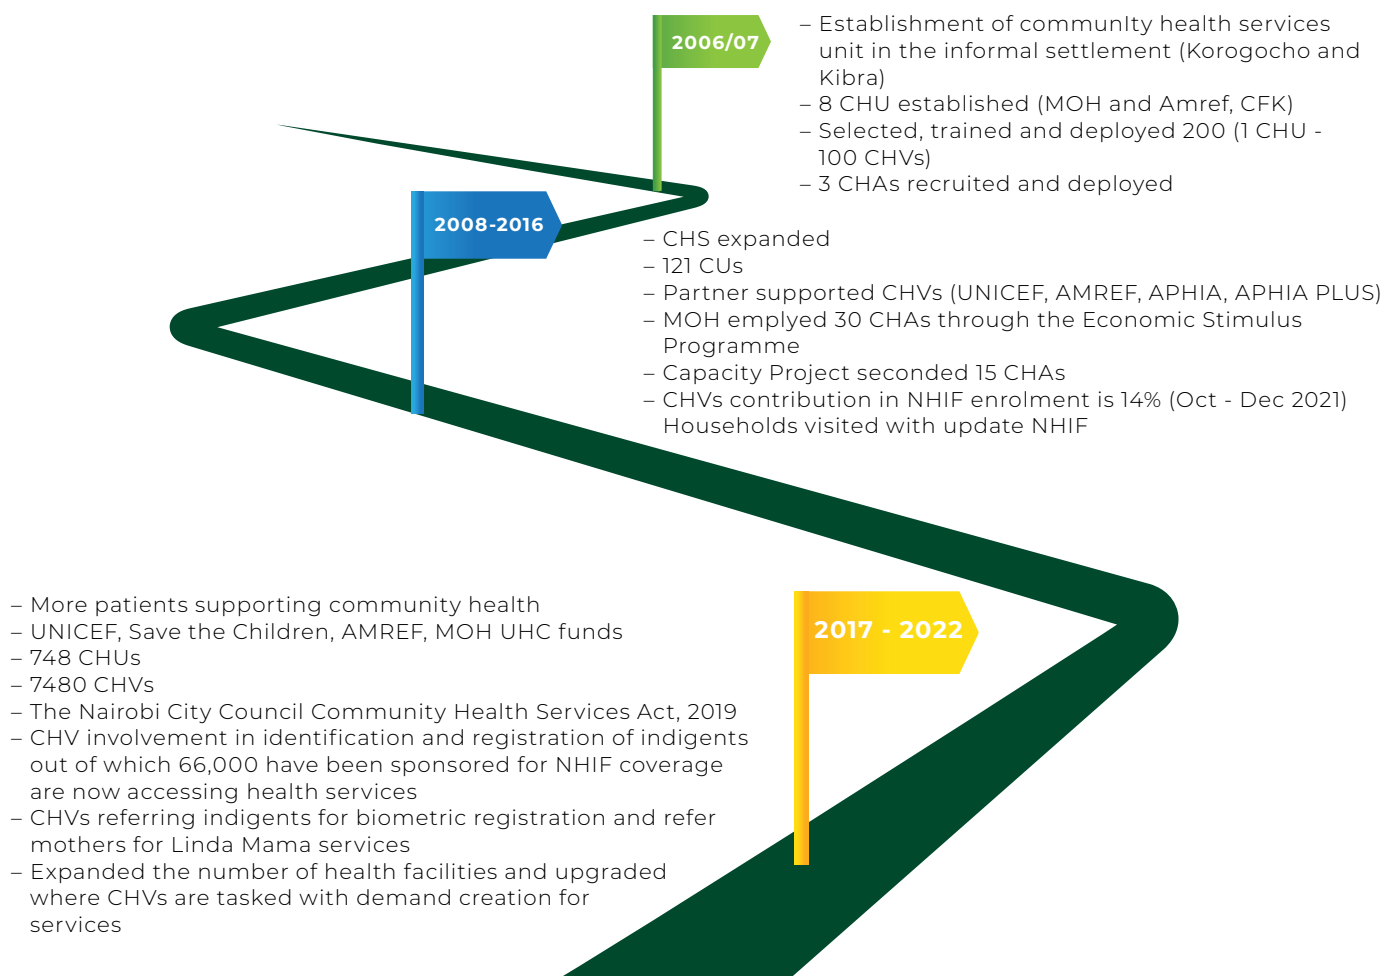 2006/07
– Establishment of communIty health services
unit in the informal settlement (Korogocho and
Kibra)
– 8 CHU established (MOH and Amref, CFK)
– Selected, trained and deployed 200 (1 CHU -
100 CHVs)
– 3 CHAs recruited and deployed
2008-2016
– CHS expanded
– 121 CUs
– Partner supported CHVs (UNICEF, AMREF, APHIA, APHIA PLUS)
– MOH emplyed 30 CHAs through the Economic Stimulus
Programme
– Capacity Project seconded 15 CHAs
– CHVs contribution in NHIF enrolment is 14% (Oct - Dec 2021)
Households visited with update NHIF
2017 - 2022
– More patients supporting community health
– UNICEF, Save the Children, AMREF, MOH UHC funds
– 748 CHUs
– 7480 CHVs
– The Nairobi City Council Community Health Services Act, 2019
– CHV involvement in identification and registration of indigents
out of which 66,000 have been sponsored for NHIF coverage
are now accessing health services
– CHVs referring indigents for biometric registration and refer
mothers for Linda Mama services
– Expanded the number of health facilities and upgraded
where CHVs are tasked with demand creation for
services